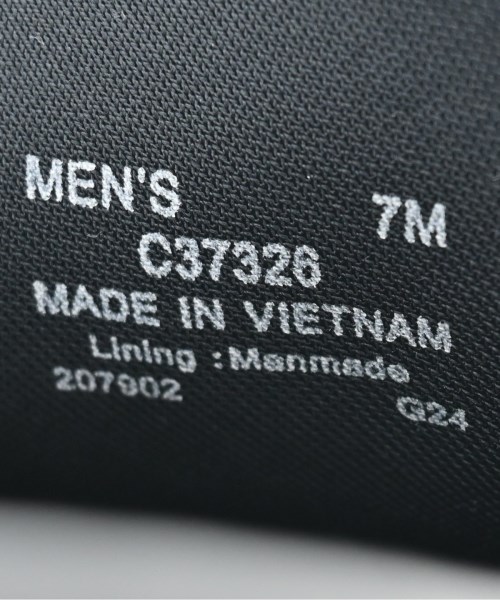 MEN'S 7M
C37326
MADE IN VIETNAM
Lining : Manmade
207902 G24